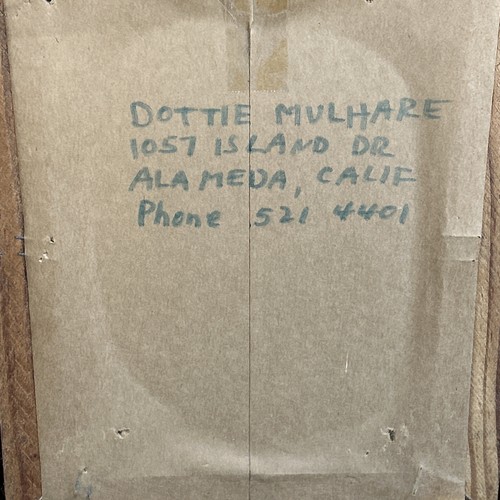 DOTTIE MULHARE
1057 ISLAND DR
ALAMEDA, CALIF
Phone 521 4401